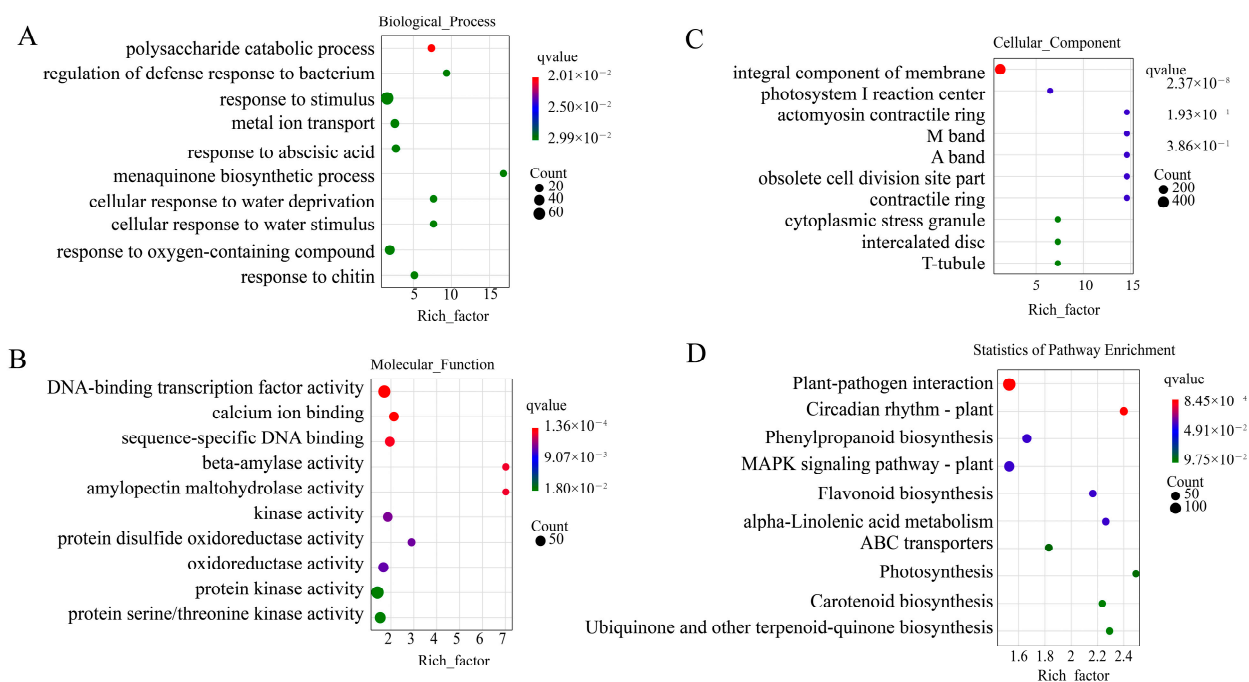 A
Biological_Process
polysaccharide catabolic process
regulation of defense response to bacterium
response to stimulus
metal ion transport
response to abscisic acid
menaquinone biosynthetic process
cellular response to water deprivation
cellular response to water stimulus
response to oxygen-containing compound
response to chitin
5 10 15
Rich_factor
qvalue
2.01×10⁻²
2.50×10⁻²
2.99×10⁻²
Count
20
40
60
B
Molecular_Function
DNA-binding transcription factor activity
calcium ion binding
sequence-specific DNA binding
beta-amylase activity
amylopectin maltohydrolase activity
kinase activity
protein disulfide oxidoreductase activity
oxidoreductase activity
protein kinase activity
protein serine/threonine kinase activity
2 3 4 5 6 7
Rich_factor
qvalue
1.36×10⁻⁴
9.07×10⁻³
1.80×10⁻²
Count
50
C
Cellular_Component
integral component of membrane
photosystem I reaction center
actomyosin contractile ring
M band
A band
obsolete cell division site part
contractile ring
cytoplasmic stress granule
intercalated disc
T-tubule
5 10 15
Rich_factor
qvalue
2.37×10⁻⁸
1.93×10⁻¹
3.86×10⁻¹
Count
200
400
D
Statistics of Pathway Enrichment
Plant-pathogen interaction
Circadian rhythm - plant
Phenylpropanoid biosynthesis
MAPK signaling pathway - plant
Flavonoid biosynthesis
alpha-Linolenic acid metabolism
ABC transporters
Photosynthesis
Carotenoid biosynthesis
Ubiquinone and other terpenoid-quinone biosynthesis
1.6 1.8 2 2.2 2.4
Rich_factor
qvalue
8.45×10⁻⁴
4.91×10⁻²
9.75×10⁻²
Count
50
100